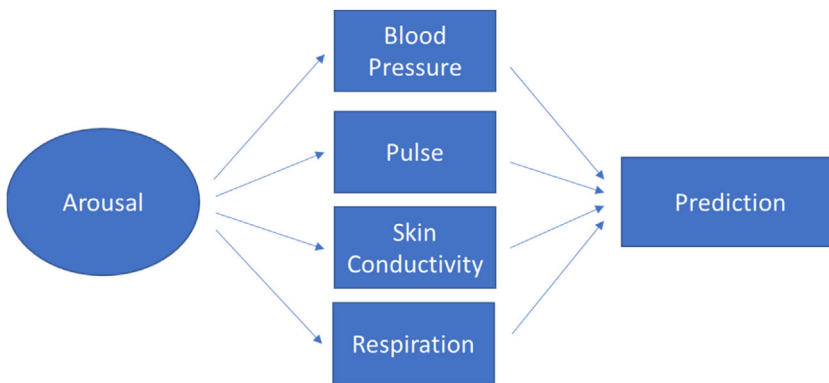 Arousal
Blood
Pressure
Pulse
Skin
Conductivity
Respiration
Prediction